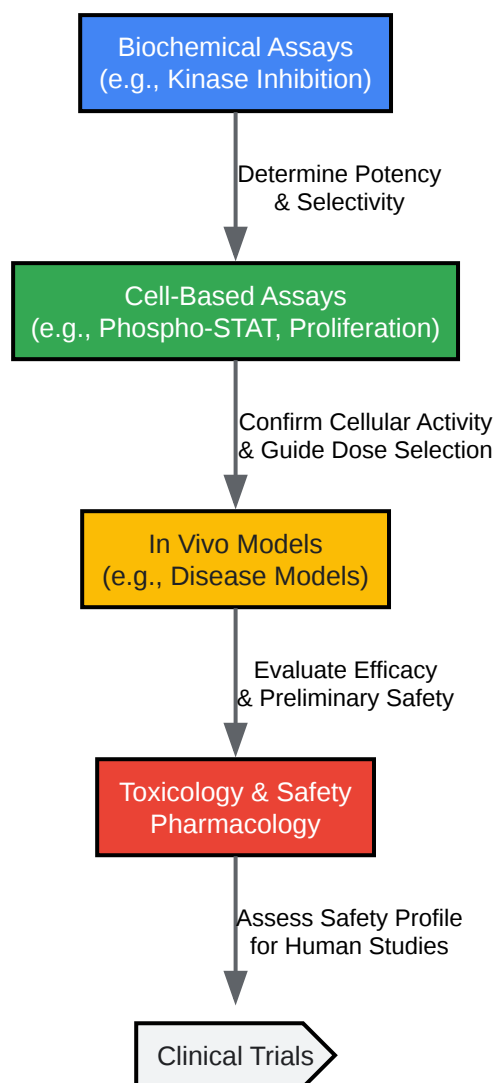 Biochemical Assays
(e.g., Kinase Inhibition)
Determine Potency
& Selectivity
Cell-Based Assays
(e.g., Phospho-STAT, Proliferation)
Confirm Cellular Activity
& Guide Dose Selection
In Vivo Models
(e.g., Disease Models)
Evaluate Efficacy
& Preliminary Safety
Toxicology & Safety
Pharmacology
Assess Safety Profile
for Human Studies
Clinical Trials